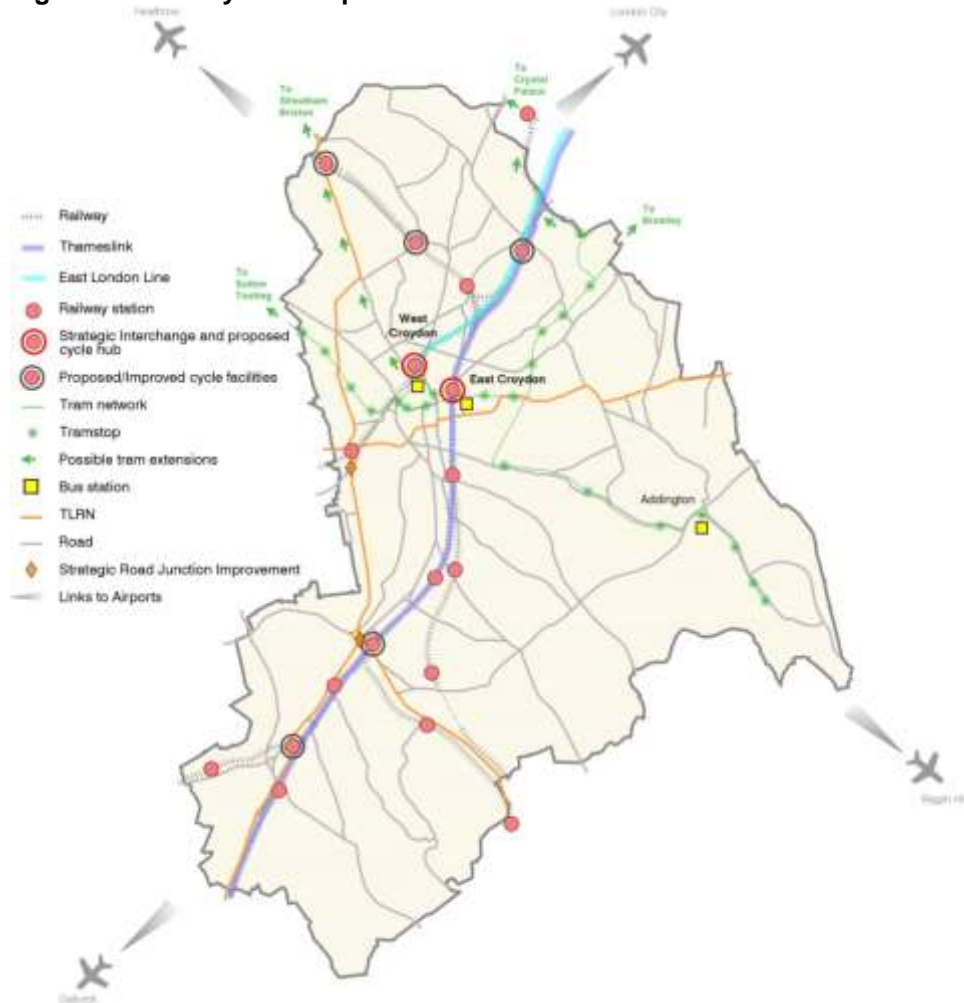 Heathrow
London City
To
Crystal
Palace
To
Streatham
Brixton
To
Bromley
To
Sutton
Tooting
Railway
Thameslink
East London Line
Railway station
Strategic Interchange and proposed
cycle hub
Proposed/Improved cycle facilities
Tram network
Tramstop
Possible tram extensions
Bus station
TLRN
Road
Strategic Road Junction Improvement
Links to Airports
West
Croydon
East Croydon
Addington
Gatwick